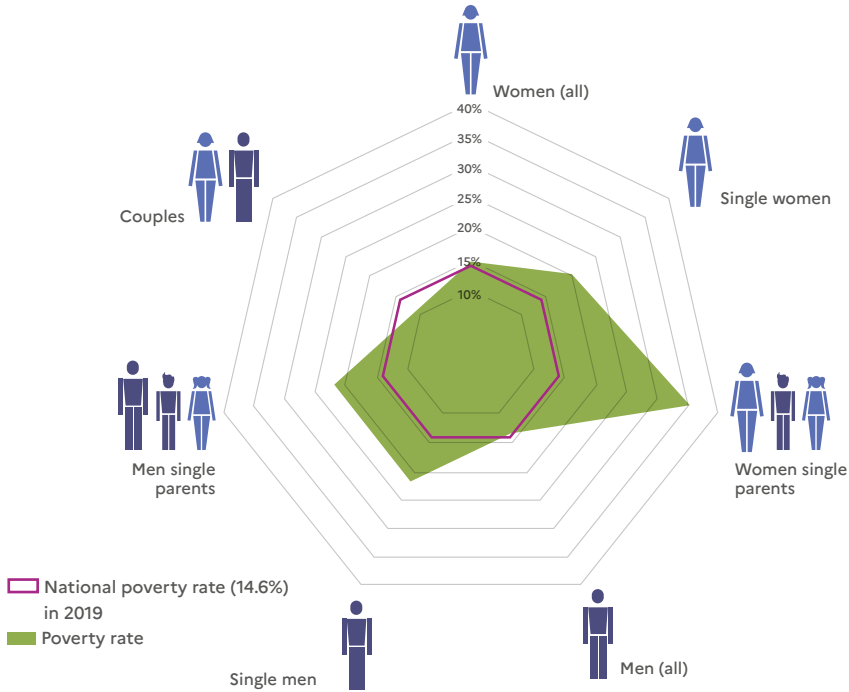 Women (all)
40%
35%
30%
25%
20%
15%
10%
Single women
Couples
Men single
parents
Women single
parents
National poverty rate (14.6%)
in 2019
Poverty rate
Single men
Men (all)